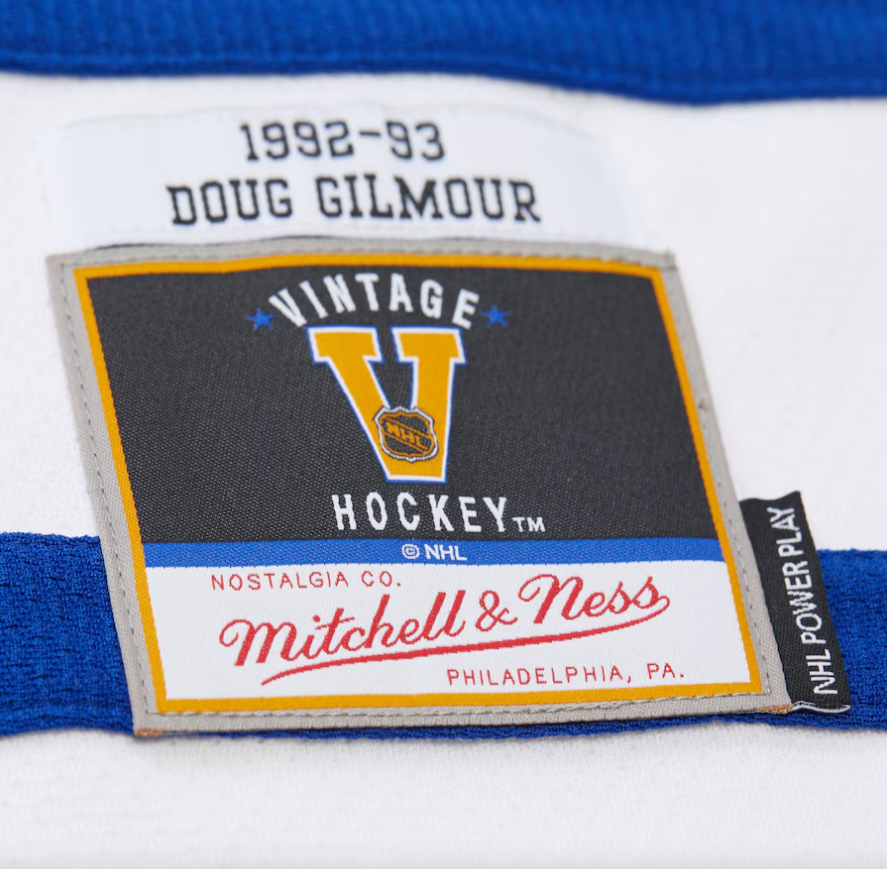 1992-93
DOUG GILMOUR
VINTAGE
V
NHL
HOCKEY™
© NHL
NOSTALGIA CO.
Mitchell & Ness
PHILADELPHIA, PA.
NHL POWER PLAY